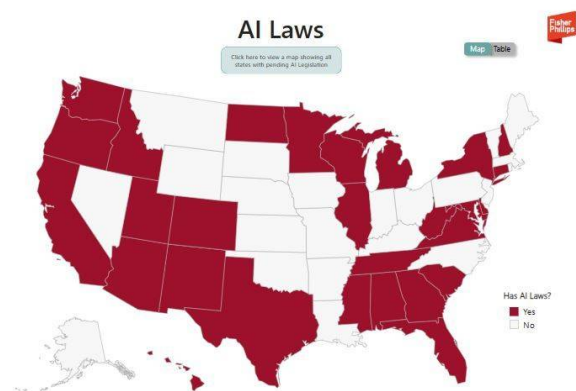 AI Laws
Click here to view a map showing all
states with pending AI Legislation
Map Table
Fisher
Phillips
Has AI Laws?
Yes
No